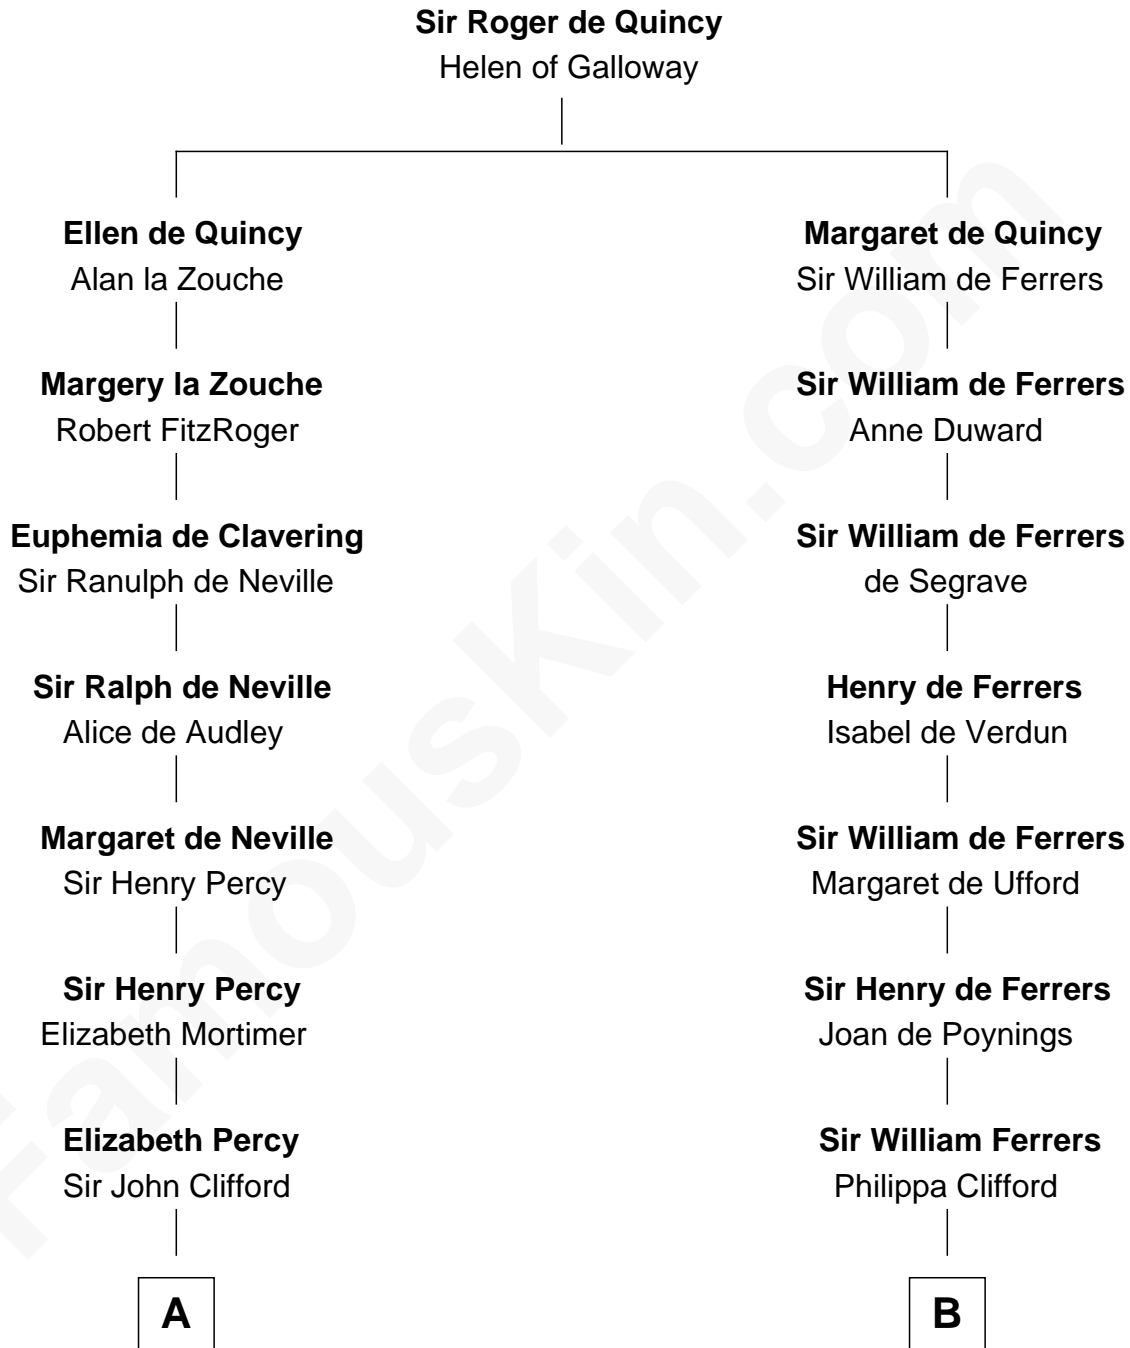 Sir Roger de Quincy
Helen of Galloway
Ellen de Quincy
Alan la Zouche
Margaret de Quincy
Sir William de Ferrers
Margery la Zouche
Robert FitzRoger
Sir William de Ferrers
Anne Duward
Euphemia de Clavering
Sir Ranulph de Neville
Sir William de Ferrers
de Segrave
Sir Ralph de Neville
Alice de Audley
Henry de Ferrers
Isabel de Verdun
Margaret de Neville
Sir Henry Percy
Sir William de Ferrers
Margaret de Ufford
Sir Henry Percy
Elizabeth Mortimer
Sir Henry de Ferrers
Joan de Poynings
Elizabeth Percy
Sir John Clifford
Sir William Ferrers
Philippa Clifford
A
B
FamousKin.com